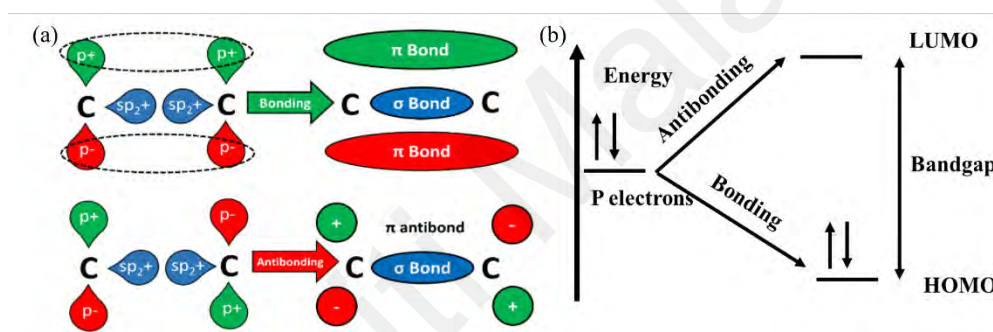 (a)
p+
p+
π Bond
C
sp₂+
sp₂+
C
Bonding
C
σ Bond
C
p-
p-
π Bond
p+
p-
+
π antibond
-
C
sp₂+
sp₂+
C
Antibonding
C
σ Bond
C
p-
p+
-
+
(b)
LUMO
Energy
Antibonding
P electrons
Bandgap
Bonding
HOMO